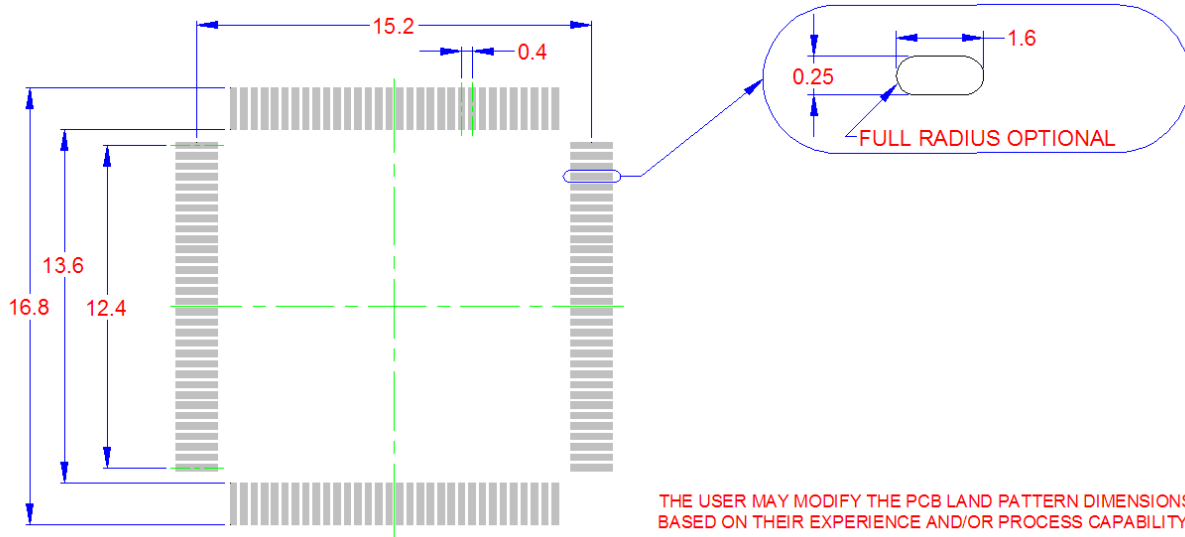 15.2
0.4
1.6
0.25
FULL RADIUS OPTIONAL
13.6
16.8
12.4
THE USER MAY MODIFY THE PCB LAND PATTERN DIMENSIONS
BASED ON THEIR EXPERIENCE AND/OR PROCESS CAPABILITY